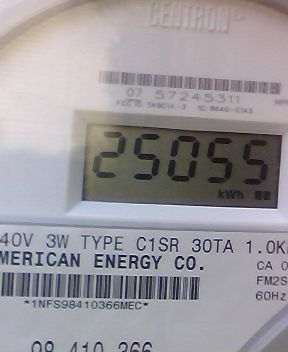 CENTRON
07 57245311
25055
kWh
40V 3W TYPE C1SR 30TA 1.0K
MERICAN ENERGY CO.
CA 0
FM2S
60Hz
*1NFS98410366MEC*
98 410 366